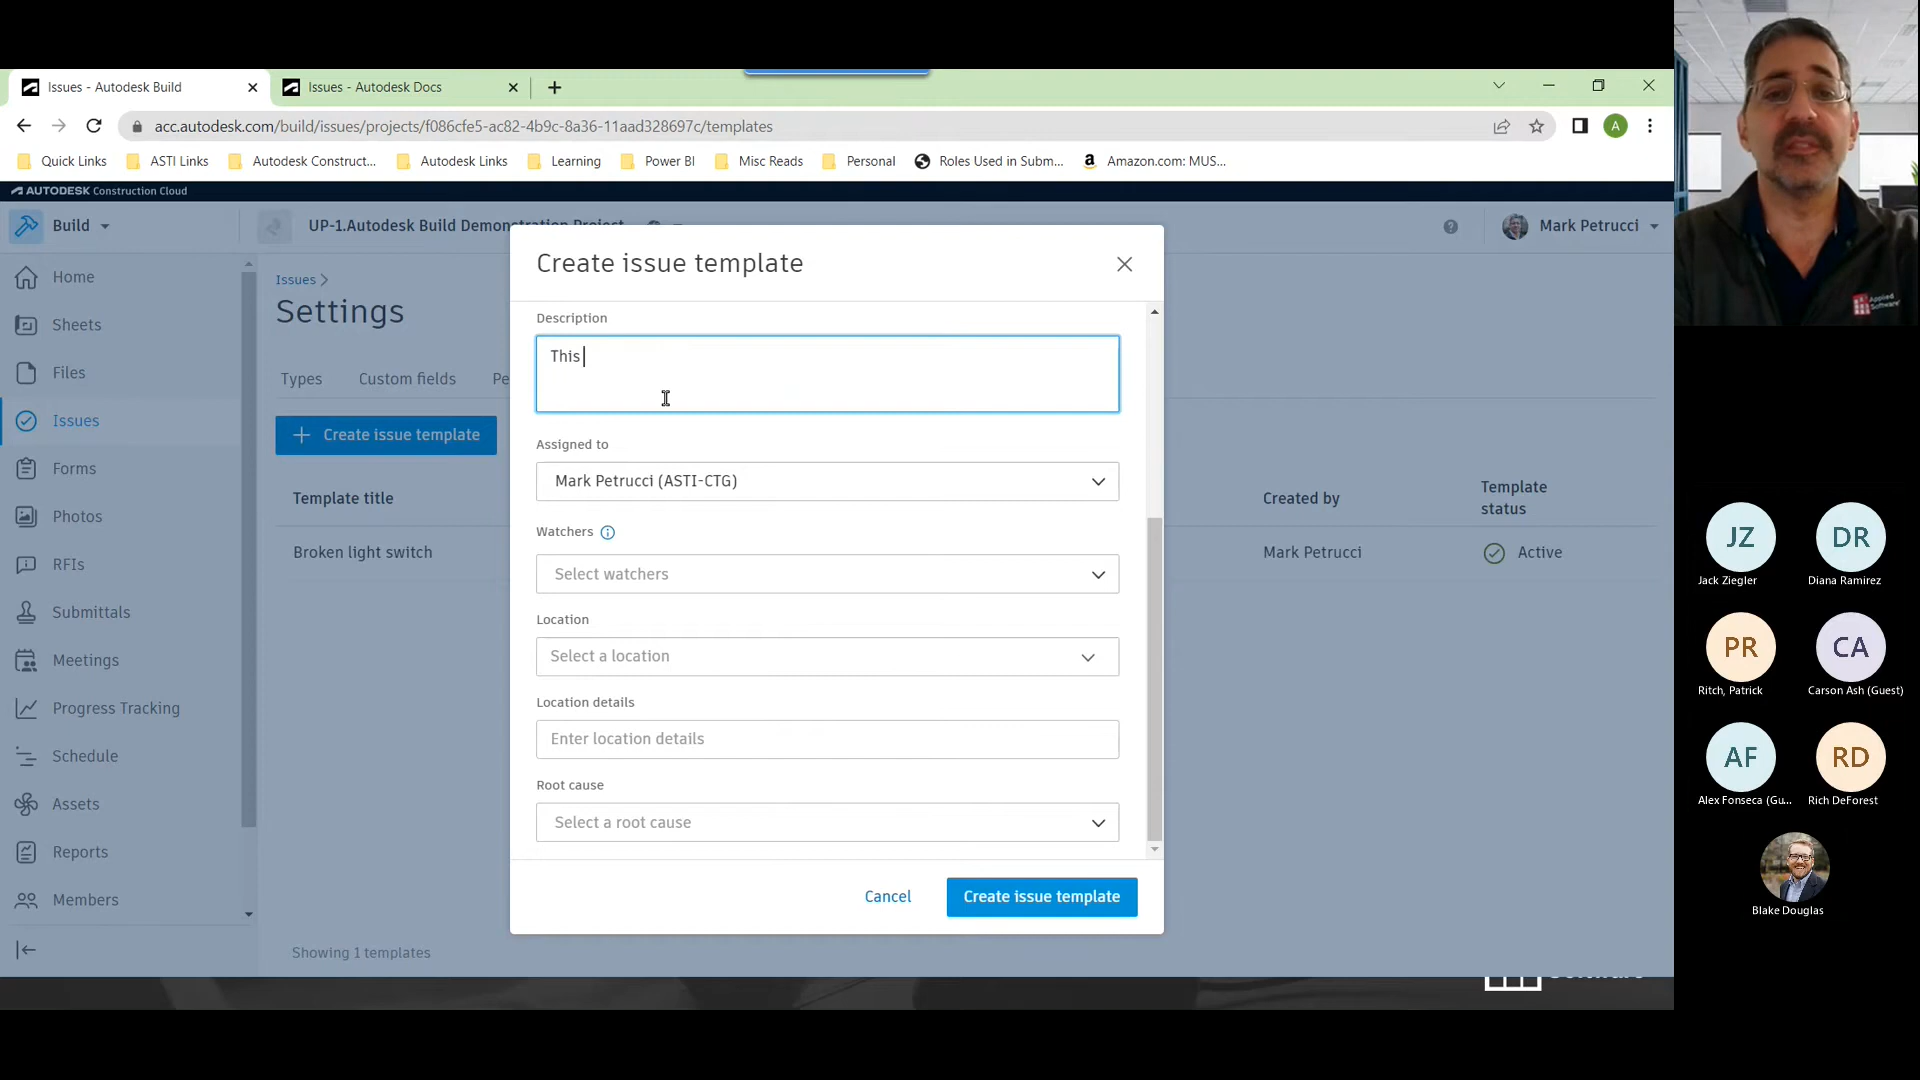 Issues - Autodesk Build
Issues - Autodesk Docs
acc.autodesk.com/build/issues/projects/f086cfe5-ac82-4b9c-8a36-11aad328697c/templates
A
Quick Links
ASTI Links
Autodesk Construct...
Autodesk Links
Learning
Power BI
Misc Reads
Personal
Roles Used in Subm...
Amazon.com: MUS...
AUTODESK Construction Cloud
Build
UP-1.Autodesk Build Demonstration Project
Mark Petrucci
Home
Sheets
Files
Issues
Forms
Photos
RFIs
Submittals
Meetings
Progress Tracking
Schedule
Assets
Reports
Members
Issues
Settings
Types
Custom fields
Pe
Create issue template
Template title
Created by
Template
status
Broken light switch
Mark Petrucci
Active
Showing 1 templates
Create issue template
Description
This
Assigned to
Mark Petrucci (ASTI-CTG)
Watchers
Select watchers
Location
Select a location
Location details
Enter location details
Root cause
Select a root cause
Cancel
Create issue template
Applied
Software
JZ
Jack Ziegler
DR
Diana Ramirez
PR
Ritch, Patrick
CA
Carson Ash (Guest)
AF
Alex Fonseca (Gu...
RD
Rich DeForest
Blake Douglas